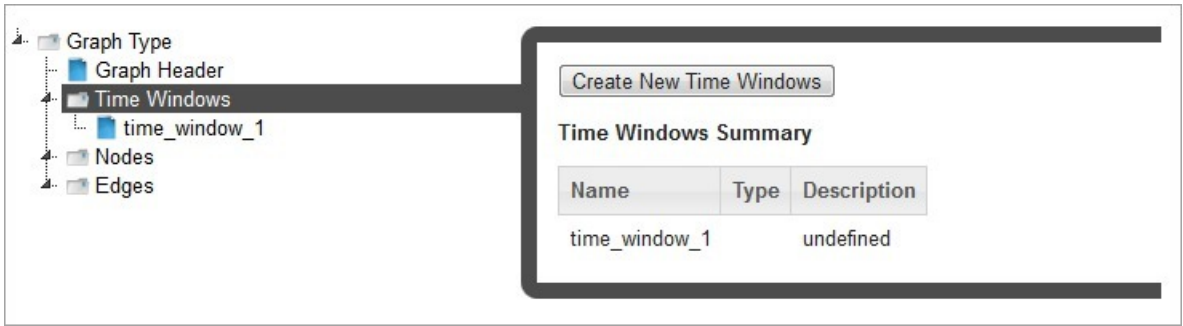 Graph Type
Graph Header
Time Windows
time_window_1
Nodes
Edges
Create New Time Windows
Time Windows Summary
Name Type Description
time_window_1 undefined